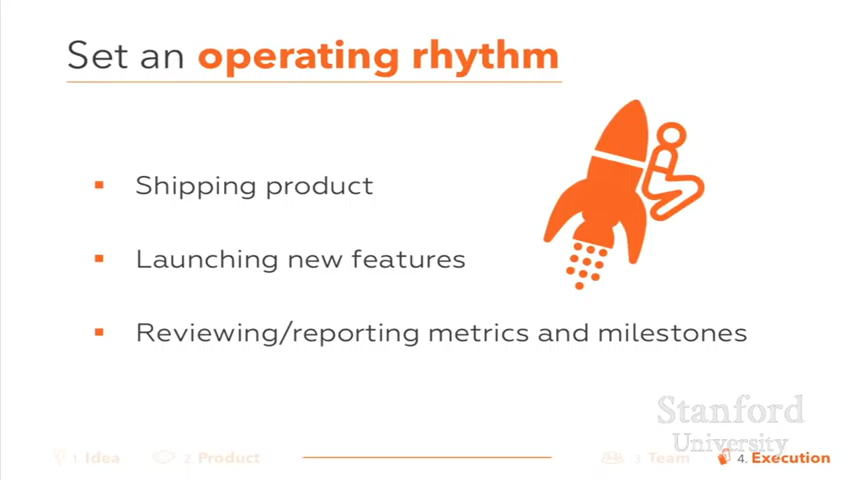 Set an operating rhythm
Shipping product
Launching new features
Reviewing/reporting metrics and milestones
Stanford
University
1. Idea
2. Product
3. Team
4. Execution